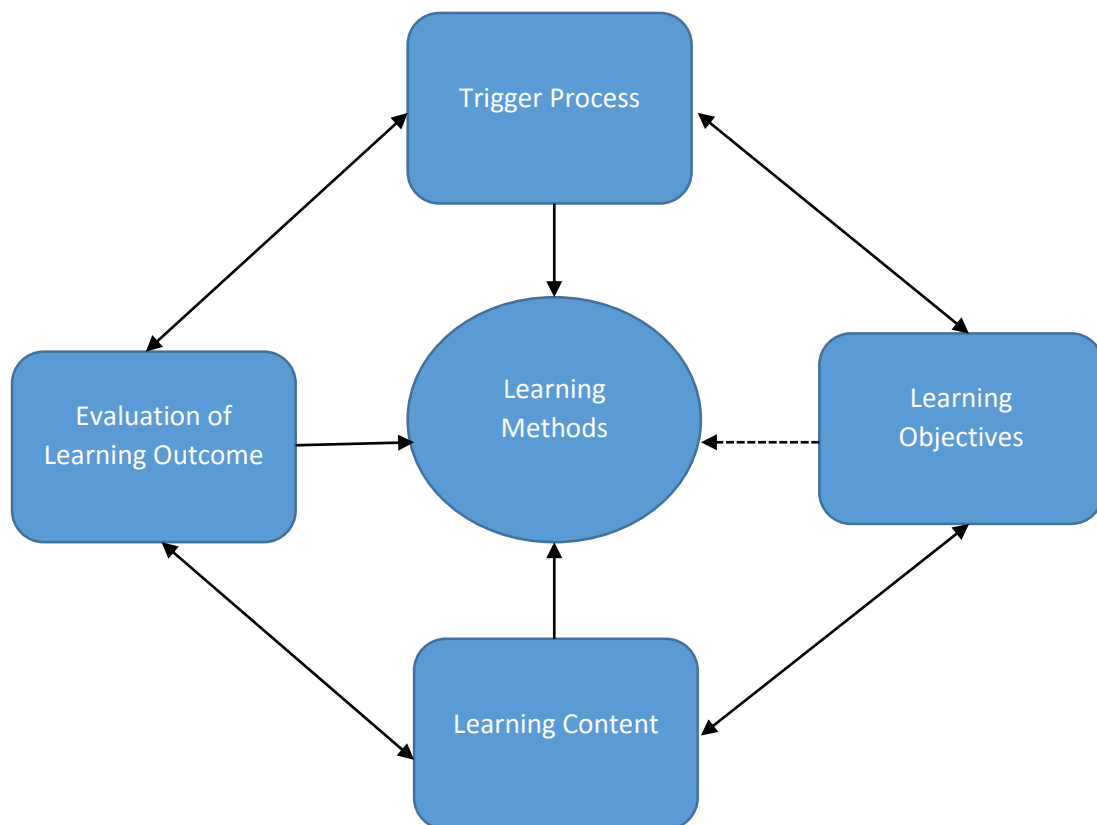 Trigger Process
Learning
Methods
Evaluation of
Learning Outcome
Learning
Objectives
Learning Content